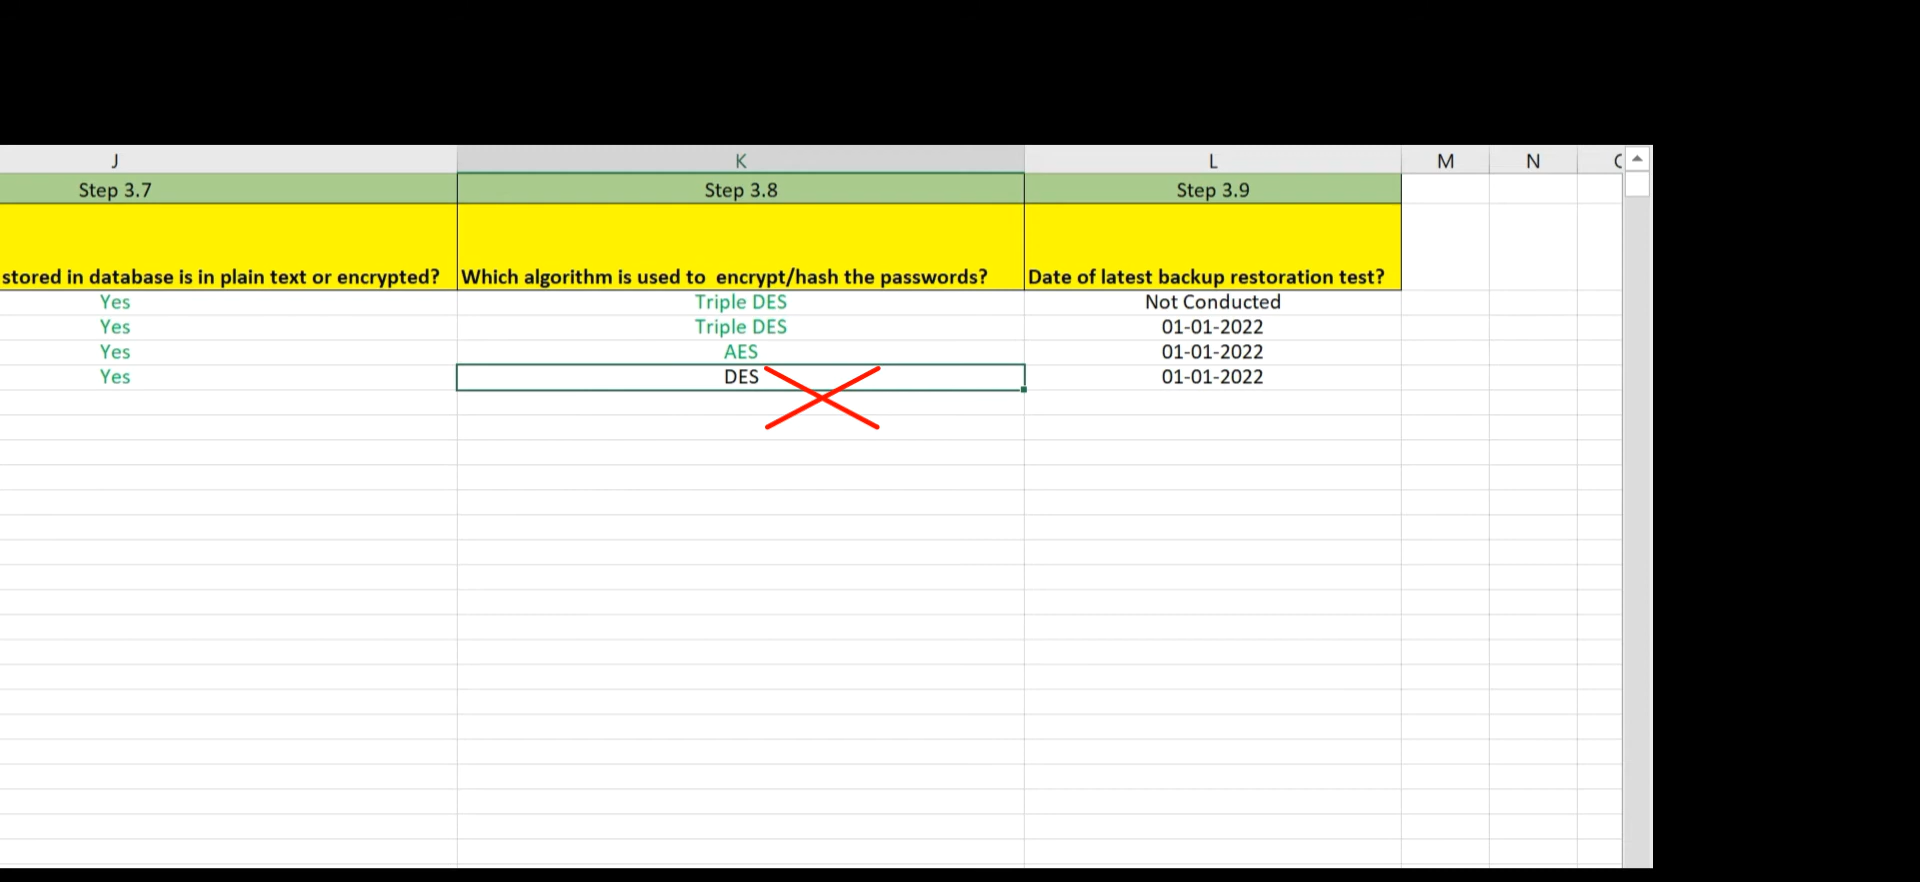 J K L M N
Step 3.7 Step 3.8 Step 3.9
stored in database is in plain text or encrypted? Which algorithm is used to  encrypt/hash the passwords? Date of latest backup restoration test?
Yes Triple DES Not Conducted
Yes Triple DES 01-01-2022
Yes AES 01-01-2022
Yes DES 01-01-2022